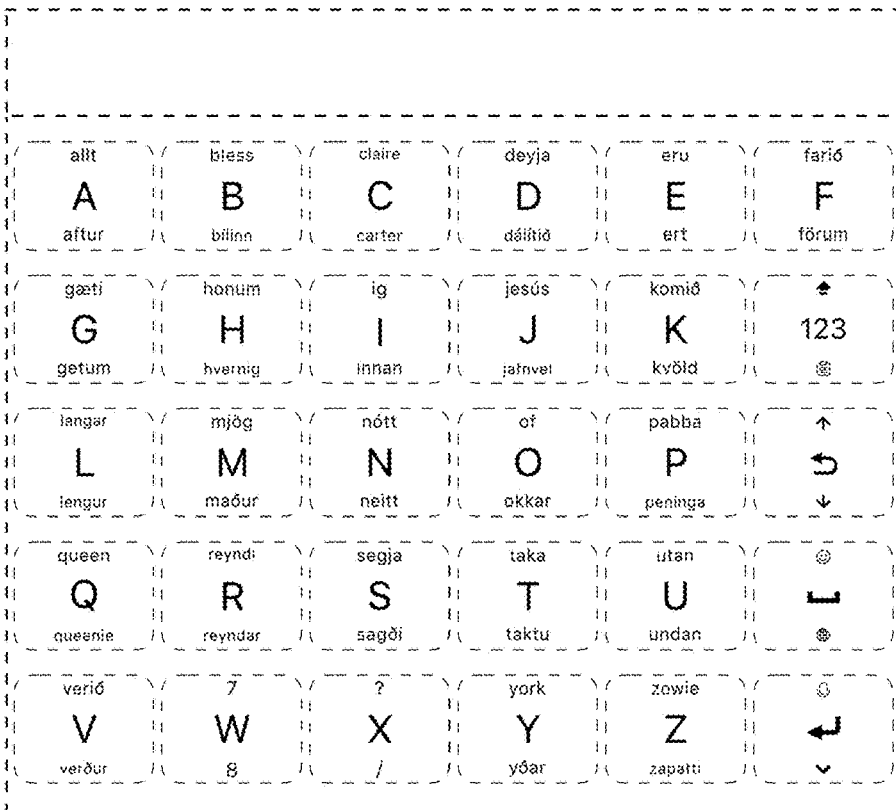 allt bless claire deyja eru farið
A B C D E F
aftur bílinn carter dálítið ert förum
gæti honum ig jesús komið
G H I J K 123
getum hvernig innan jafnvel kvöld
langar mjög nótt of pabba
L M N O P
lengur maður neitt okkar peninga
queen reyndi segja taka utan
Q R S T U
queenie reyndar sagði taktu undan
verið 7 ? york zowie
V W X Y Z
verður 8 / yðar zapatti